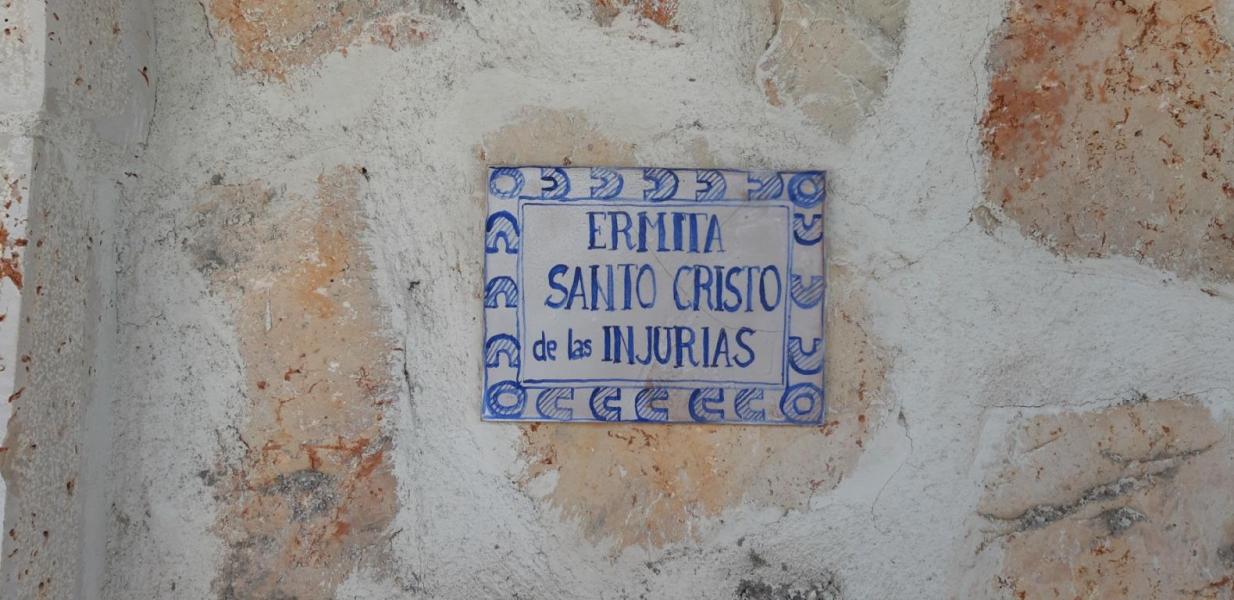 ERMITA
SANTO CRISTO
de las INJURIAS